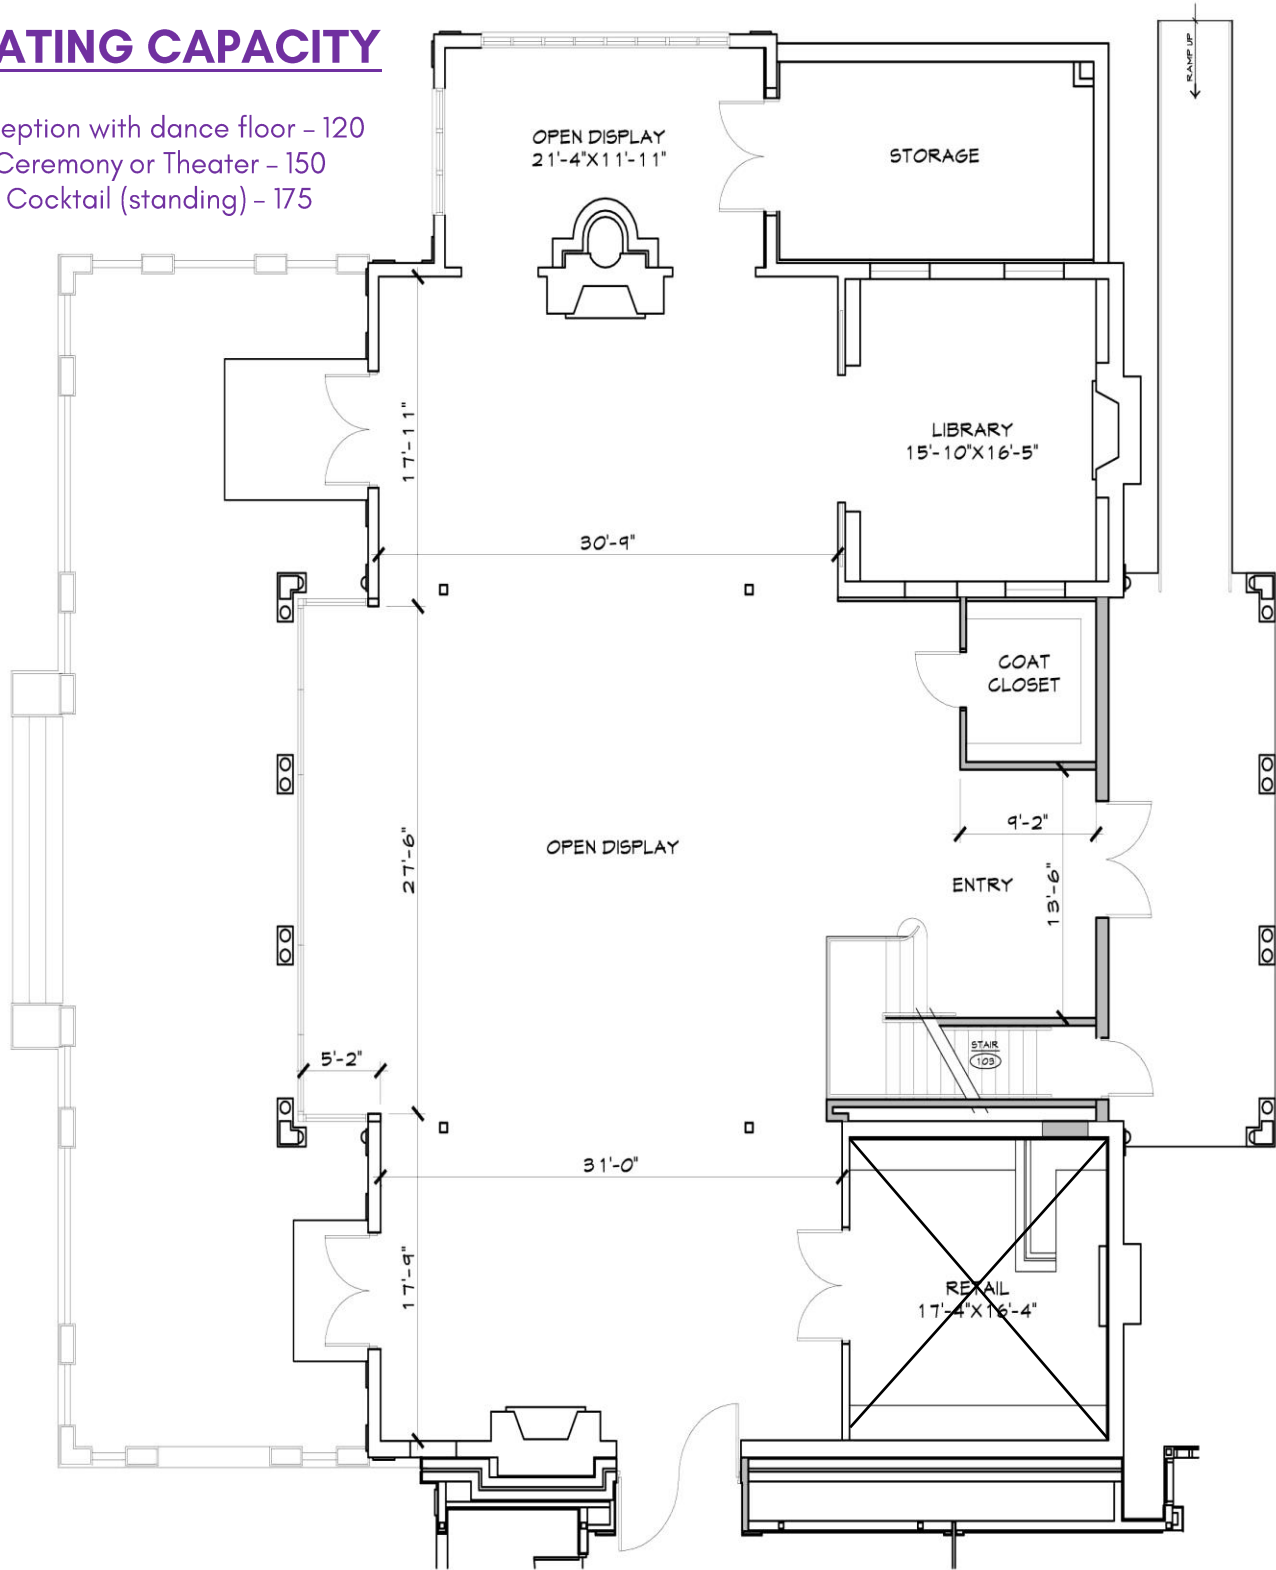 ATING CAPACITY
eption with dance floor – 120
Ceremony or Theater – 150
Cocktail (standing) – 175
RAMP UP
OPEN DISPLAY
21'-4"X11'-11"
STORAGE
17'-11"
LIBRARY
15'-10"X16'-5"
30'-9"
COAT
CLOSET
9'-2"
27'-6"
OPEN DISPLAY
ENTRY
13'-6"
STAIR
103
5'-2"
31'-0"
17'-9"
RETAIL
17'-4"X16'-4"